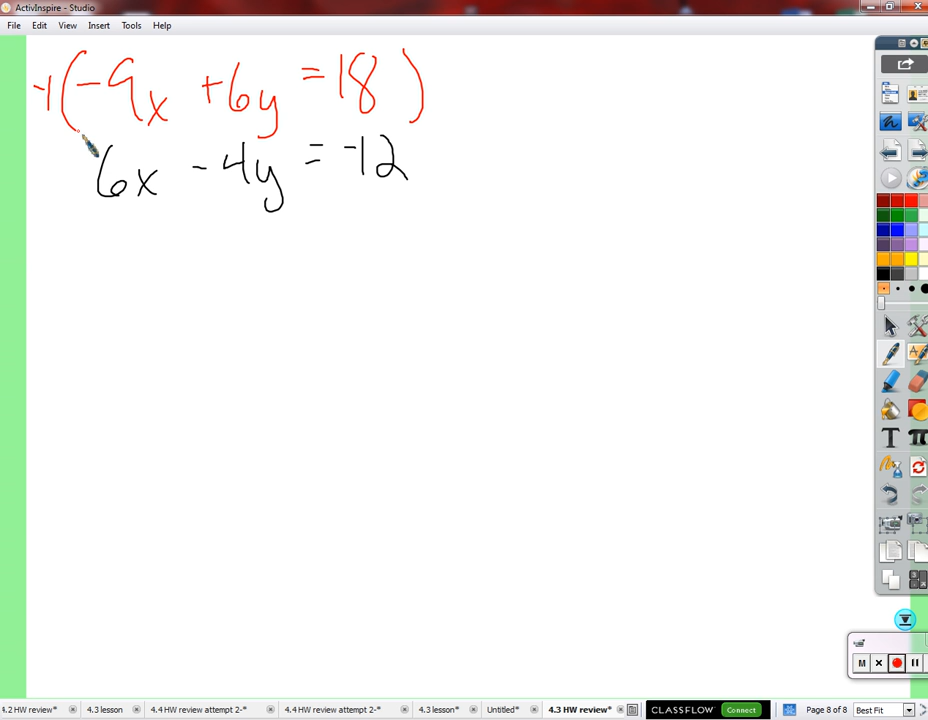 ActivInspire - Studio
File Edit View Insert Tools Help
-1(-9x +6y = 18)
6x - 4y = -12
M
4.2 HW review* 4.3 lesson 4.4 HW review attempt 2-* 4.4 HW review attempt 2-* 4.3 lesson* Untitled* 4.3 HW review* CLASSFLOW Connect Page 8 of 8 Best Fit